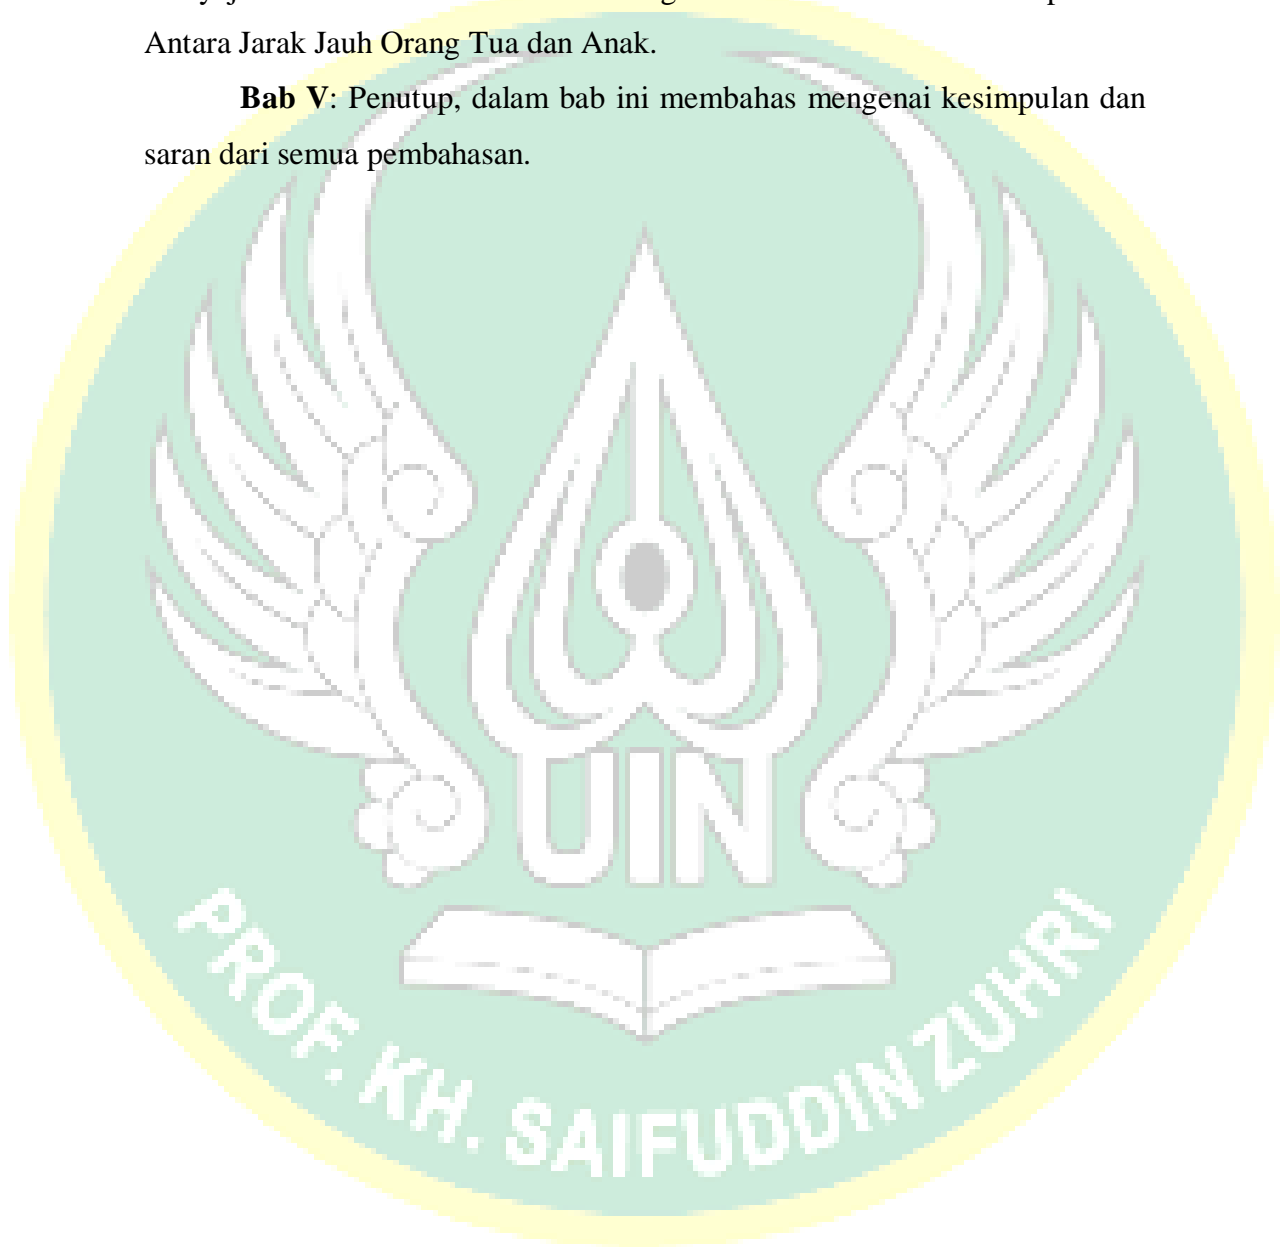 Antara Jarak Jauh Orang Tua dan Anak.
Bab V: Penutup, dalam bab ini membahas mengenai kesimpulan dan
saran dari semua pembahasan.
UIN
PROF. KH. SAIFUDDIN ZUHRI